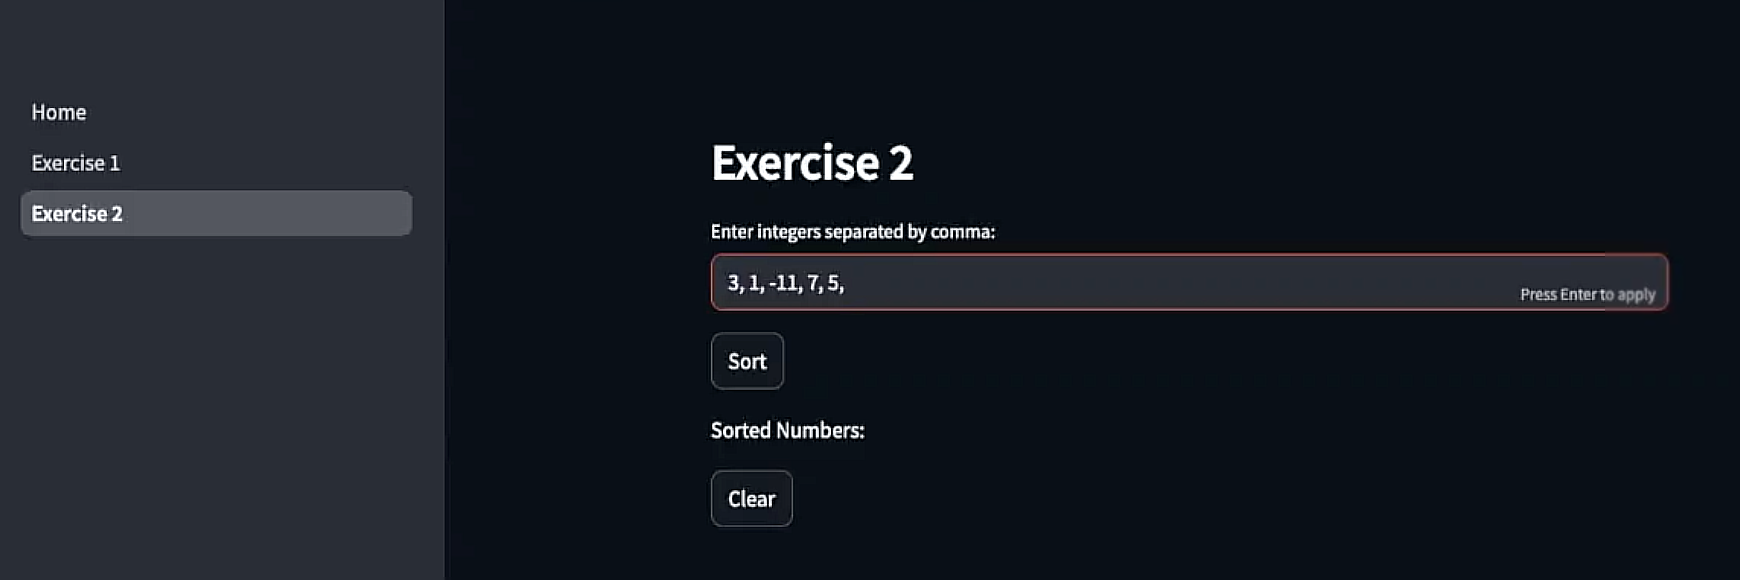 Home
Exercise 1
Exercise 2
Exercise 2
Enter integers separated by comma:
3, 1, -11, 7, 5,
Press Enter to apply
Sort
Sorted Numbers:
Clear